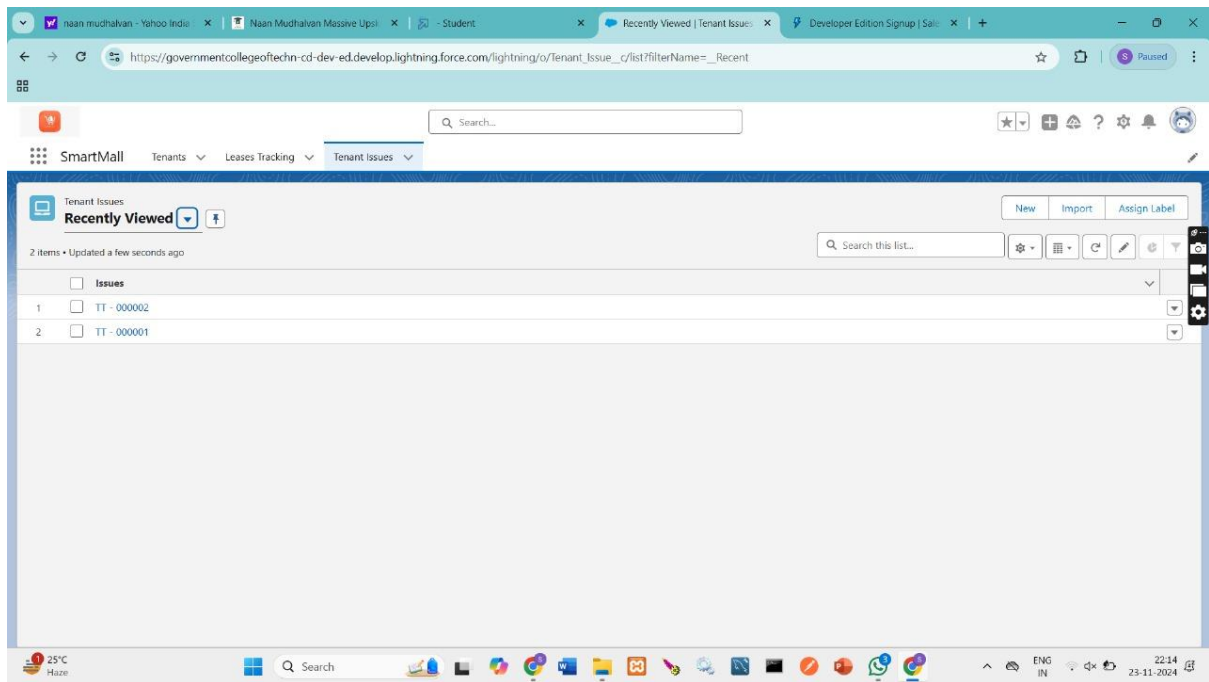 naan mudhalvan - Yahoo India
Naan Mudhalvan Massive Upsl
- Student
Recently Viewed | Tenant Issues
Developer Edition Signup | Sale
https://governmentcollegeoftechn-cd-dev-ed.develop.lightning.force.com/lightning/o/Tenant_Issue__c/list?filterName=__Recent
S Paused
Search...
SmartMall Tenants Leases Tracking Tenant Issues
Tenant Issues
Recently Viewed
New Import Assign Label
2 items • Updated a few seconds ago
Search this list...
Issues
1 TT - 000002
2 TT - 000001
1
25°C
Haze
Search
ENG
IN
22:14
23-11-2024